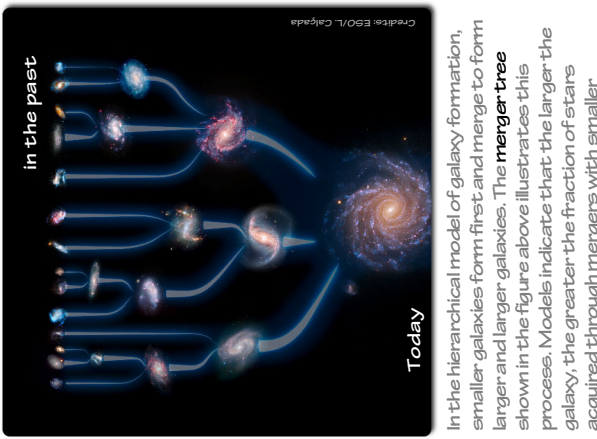 in the past
Today
Credits: ESO/L. Calçada
In the hierarchical model of galaxy formation,
smaller galaxies form first and merge to form
larger and larger galaxies. The merger tree
shown in the figure above illustrates this
process. Models indicate that the larger the
galaxy, the greater the fraction of stars
acquired through mergers with smaller